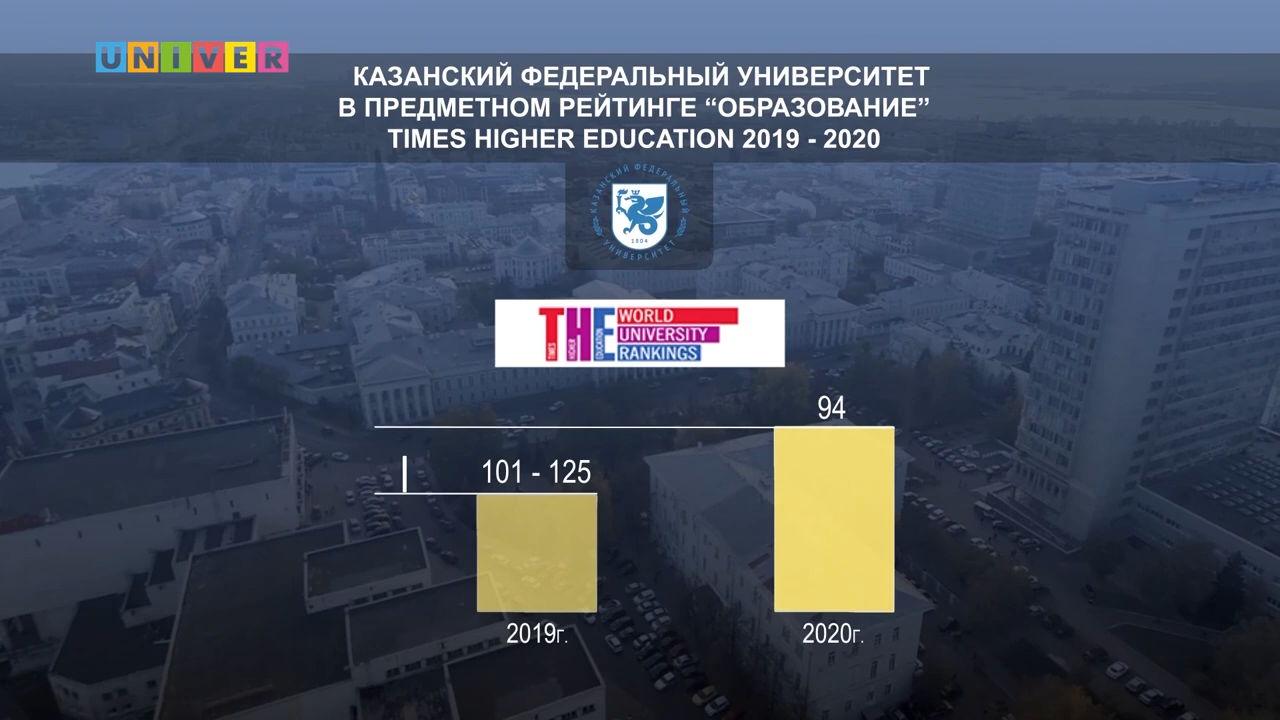 UNIVER
КАЗАНСКИЙ ФЕДЕРАЛЬНЫЙ УНИВЕРСИТЕТ
В ПРЕДМЕТНОМ РЕЙТИНГЕ “ОБРАЗОВАНИЕ”
TIMES HIGHER EDUCATION 2019 - 2020
КАЗАНСКИЙ ФЕДЕРАЛЬНЫЙ
1804
УНИВЕРСИТЕТ
THE
TIMES
HIGHER
EDUCATION
WORLD
UNIVERSITY
RANKINGS
94
101 - 125
2019г.
2020г.